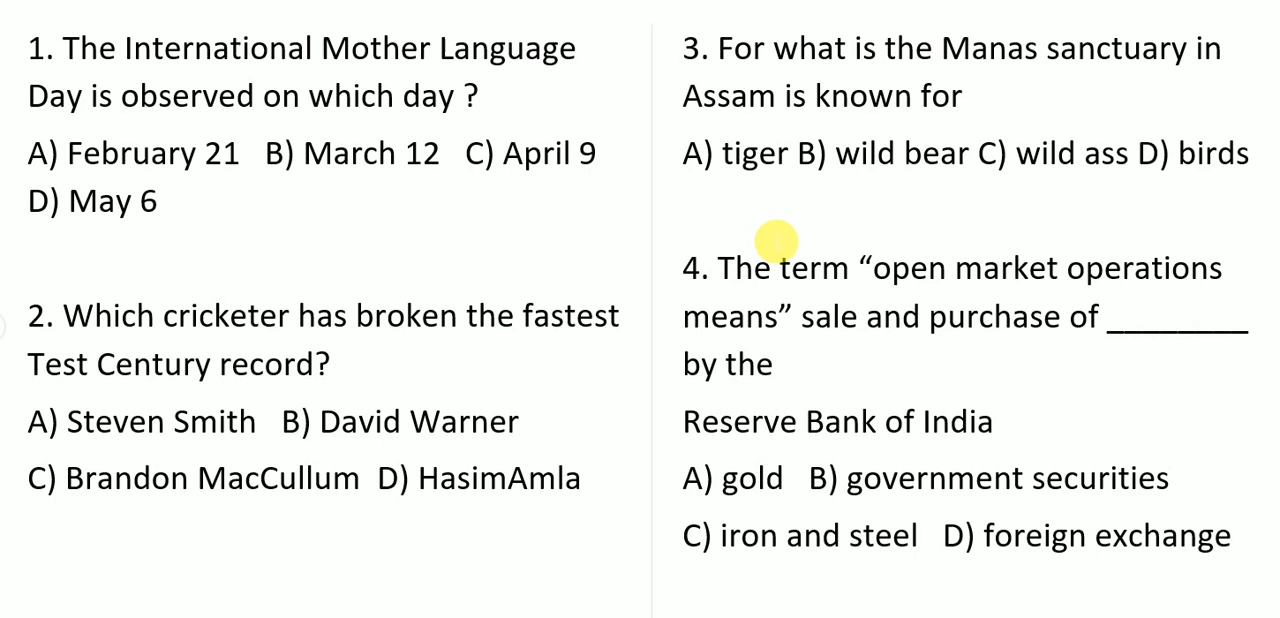 1. The International Mother Language
Day is observed on which day ?
A) February 21 B) March 12 C) April 9
D) May 6
2. Which cricketer has broken the fastest
Test Century record?
A) Steven Smith B) David Warner
C) Brandon MacCullum D) HasimAmla
3. For what is the Manas sanctuary in
Assam is known for
A) tiger B) wild bear C) wild ass D) birds
4. The term “open market operations
means” sale and purchase of ________
by the
Reserve Bank of India
A) gold B) government securities
C) iron and steel D) foreign exchange